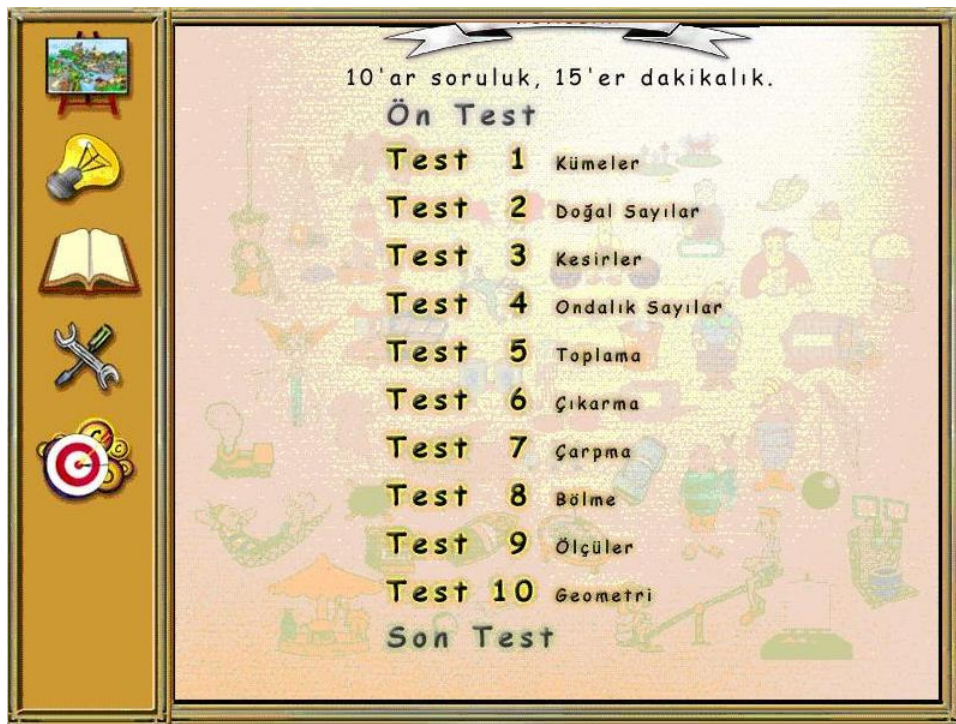 10'ar soruluk, 15'er dakikalık.
Ön Test
Test 1 Kümeler
Test 2 Doğal Sayılar
Test 3 Kesirler
Test 4 Ondalık Sayılar
Test 5 Toplama
Test 6 Çıkarma
Test 7 Çarpma
Test 8 Bölme
Test 9 Ölçüler
Test 10 Geometri
Son Test